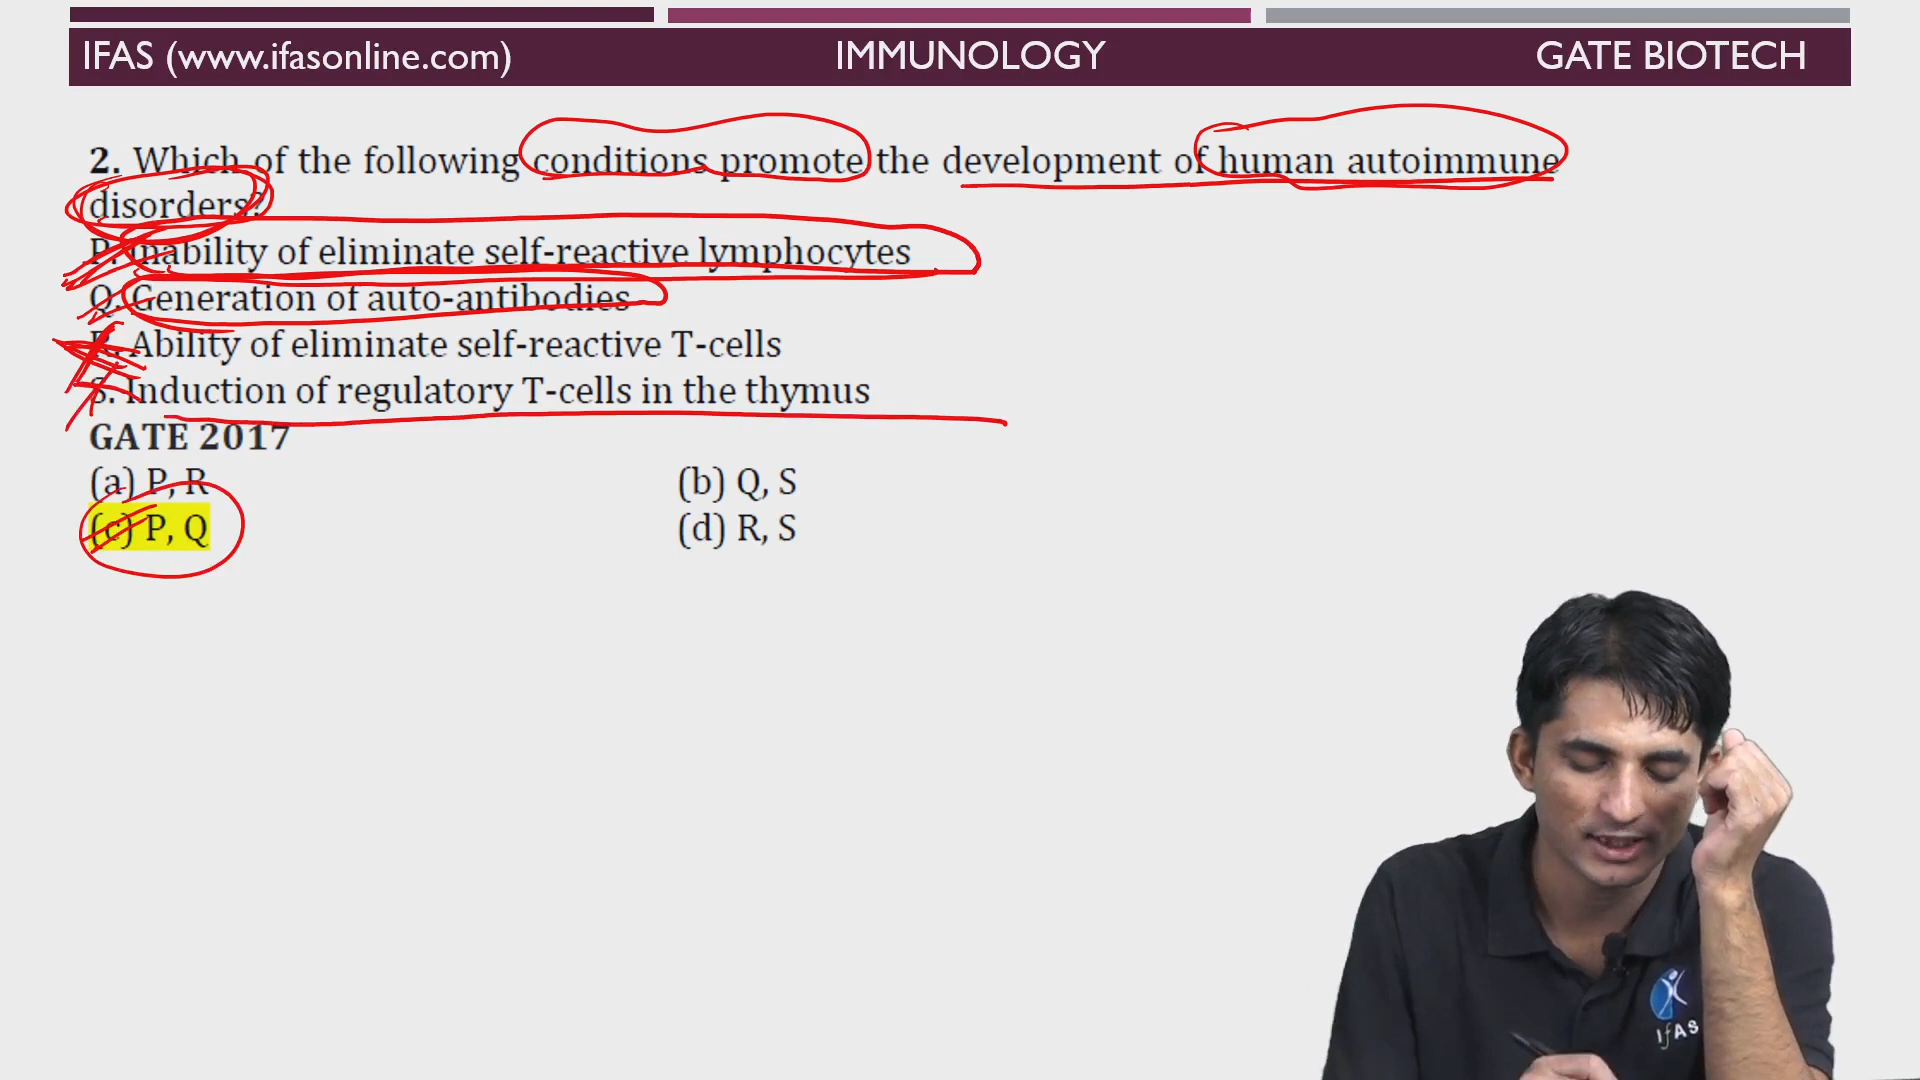 IFAS (www.ifasonline.com) IMMUNOLOGY GATE BIOTECH
2. Which of the following conditions promote the development of human autoimmune
disorders?
P. Inability of eliminate self-reactive lymphocytes
Q. Generation of auto-antibodies
R. Ability of eliminate self-reactive T-cells
S. Induction of regulatory T-cells in the thymus
GATE 2017
(a) P, R (b) Q, S
(c) P, Q (d) R, S
IfAS